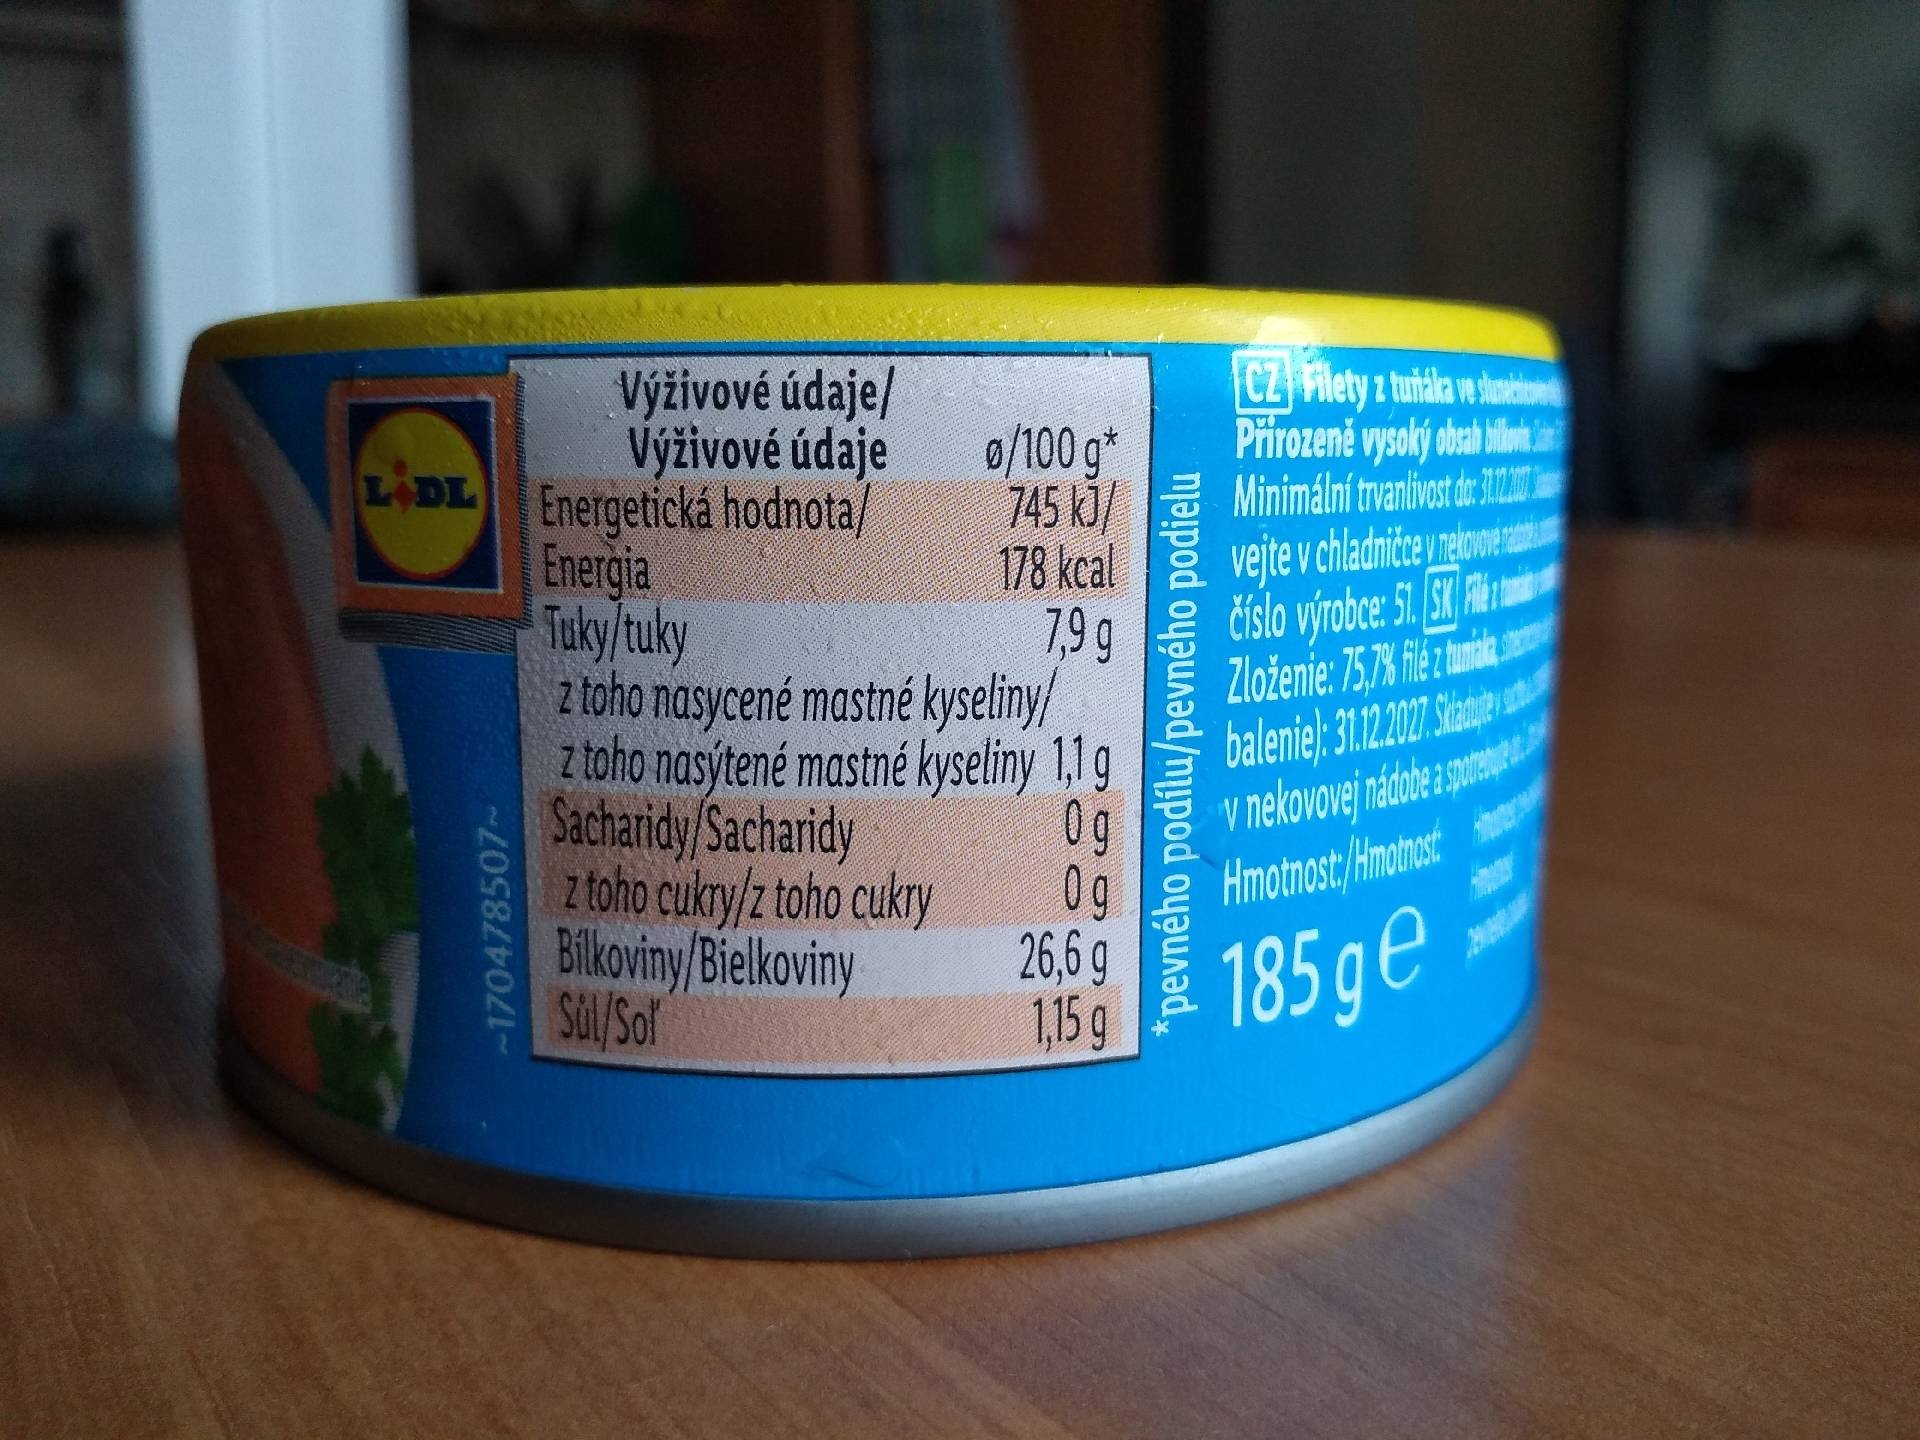 LIDL
~170478507~
Výživové údaje/
Výživové údaje ø/100 g*
Energetická hodnota/ 745 kJ/
Energia 178 kcal
Tuky/tuky 7,9 g
z toho nasycené mastné kyseliny/
z toho nasýtené mastné kyseliny 1,1 g
Sacharidy/Sacharidy 0 g
z toho cukry/z toho cukry 0 g
Bílkoviny/Bielkoviny 26,6 g
Sůl/Soľ 1,15 g
*pevného podílu/pevného podielu
CZ Filety z tuňáka ve
Přirozeně vysoký obsah bílkovin.
Minimální trvanlivost do: 31.12.2027.
vejte v chladničce v nekovové
číslo výrobce: 51. SK Filé z
Zloženie: 75,7% filé z tuniaka,
balenie): 31.12.2027. Skladujte v
v nekovovej nádobe a
Hmotnost:/Hmotnosť:
185 g e